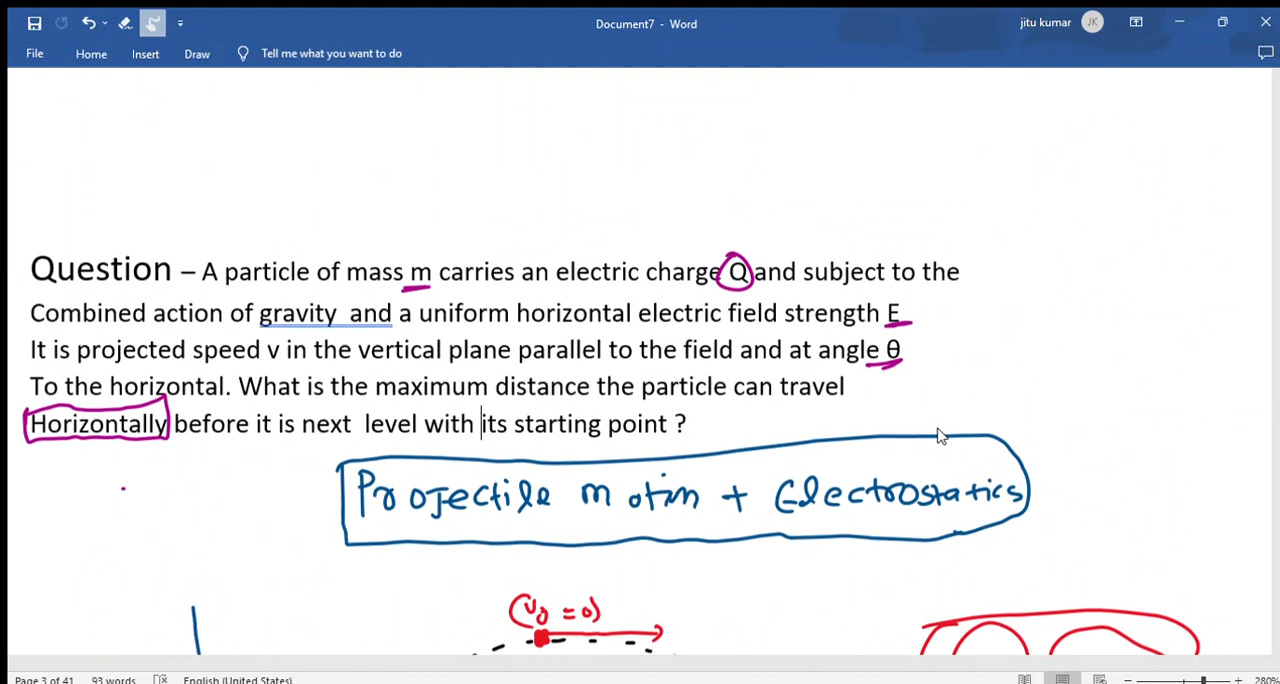 Document7 - Word
jitu kumar
JK
File
Home
Insert
Draw
Tell me what you want to do
Question – A particle of mass m carries an electric charge Q and subject to the
Combined action of gravity and a uniform horizontal electric field strength E
It is projected speed v in the vertical plane parallel to the field and at angle θ
To the horizontal. What is the maximum distance the particle can travel
Horizontally before it is next level with its starting point ?
Projectile motion + Electrostatics
(vy = 0)
Page 3 of 41
93 words
English (United States)
280%